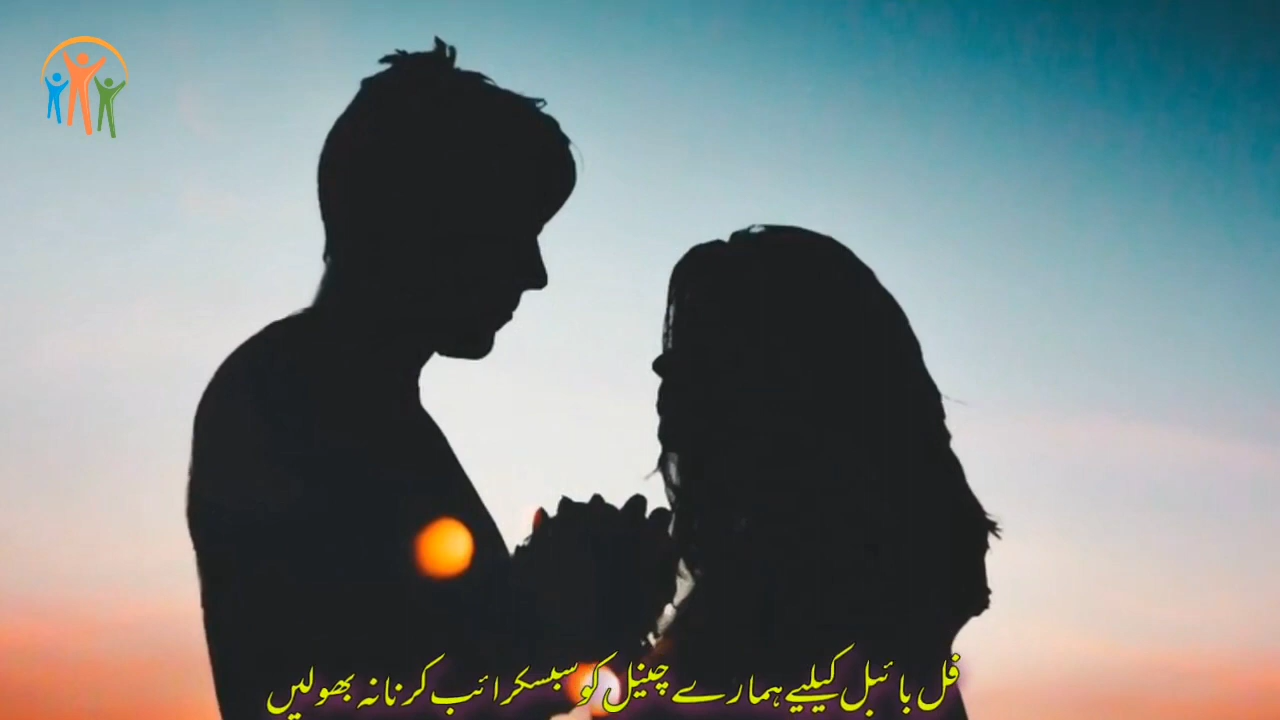 فل بائبل کیلیے ہمارے چینل کو سبسکرائب کرنا نہ بھولیں